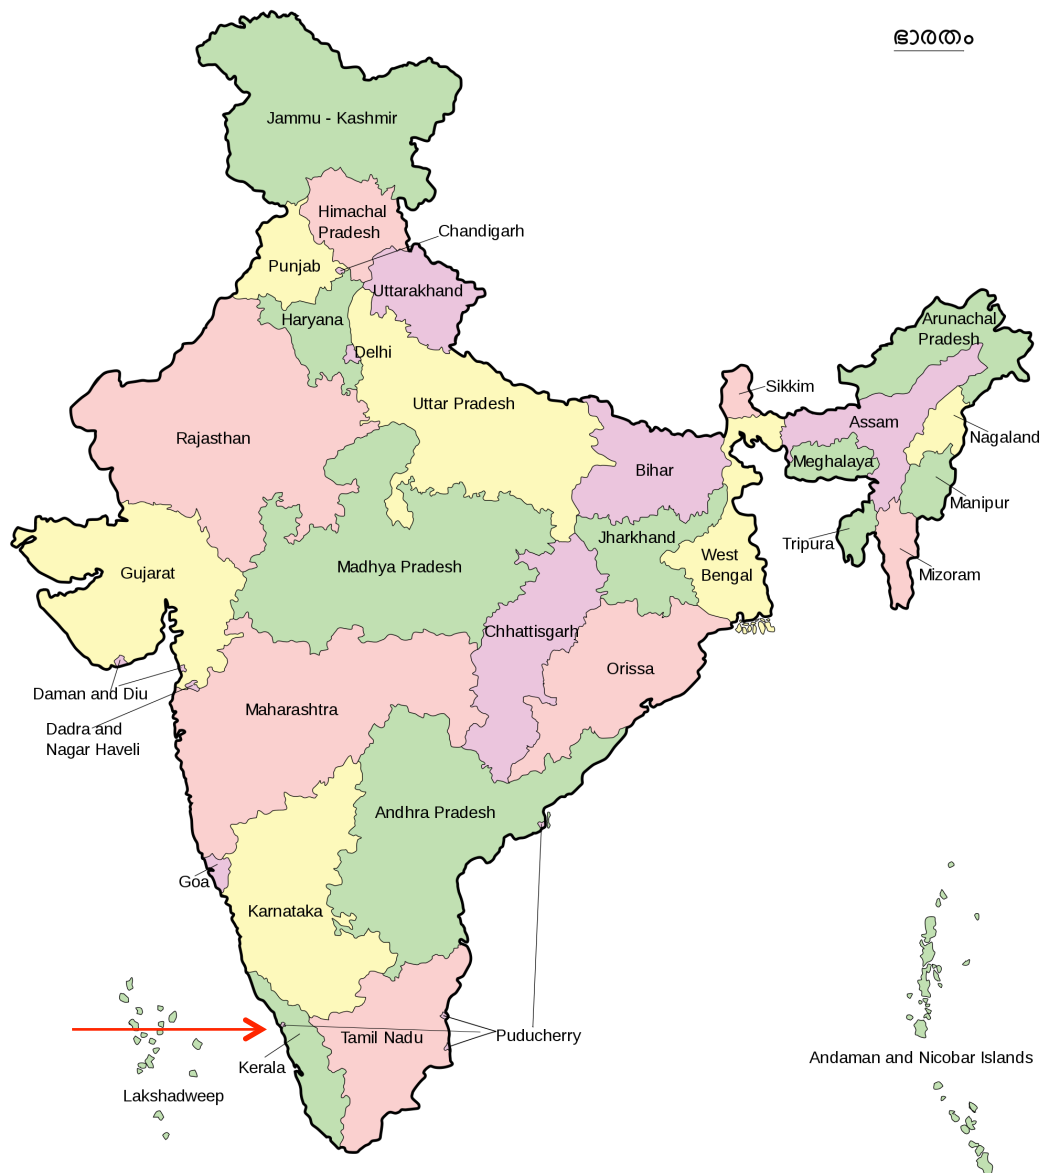 ഭാരതം
Jammu - Kashmir
Himachal
Pradesh
Chandigarh
Punjab
Uttarakhand
Haryana
Delhi
Arunachal
Pradesh
Sikkim
Uttar Pradesh
Assam
Nagaland
Rajasthan
Bihar
Meghalaya
Manipur
Jharkhand
Tripura
West
Bengal
Madhya Pradesh
Gujarat
Mizoram
Chhattisgarh
Orissa
Daman and Diu
Maharashtra
Dadra and
Nagar Haveli
Andhra Pradesh
Goa
Karnataka
Tamil Nadu
Puducherry
Kerala
Andaman and Nicobar Islands
Lakshadweep